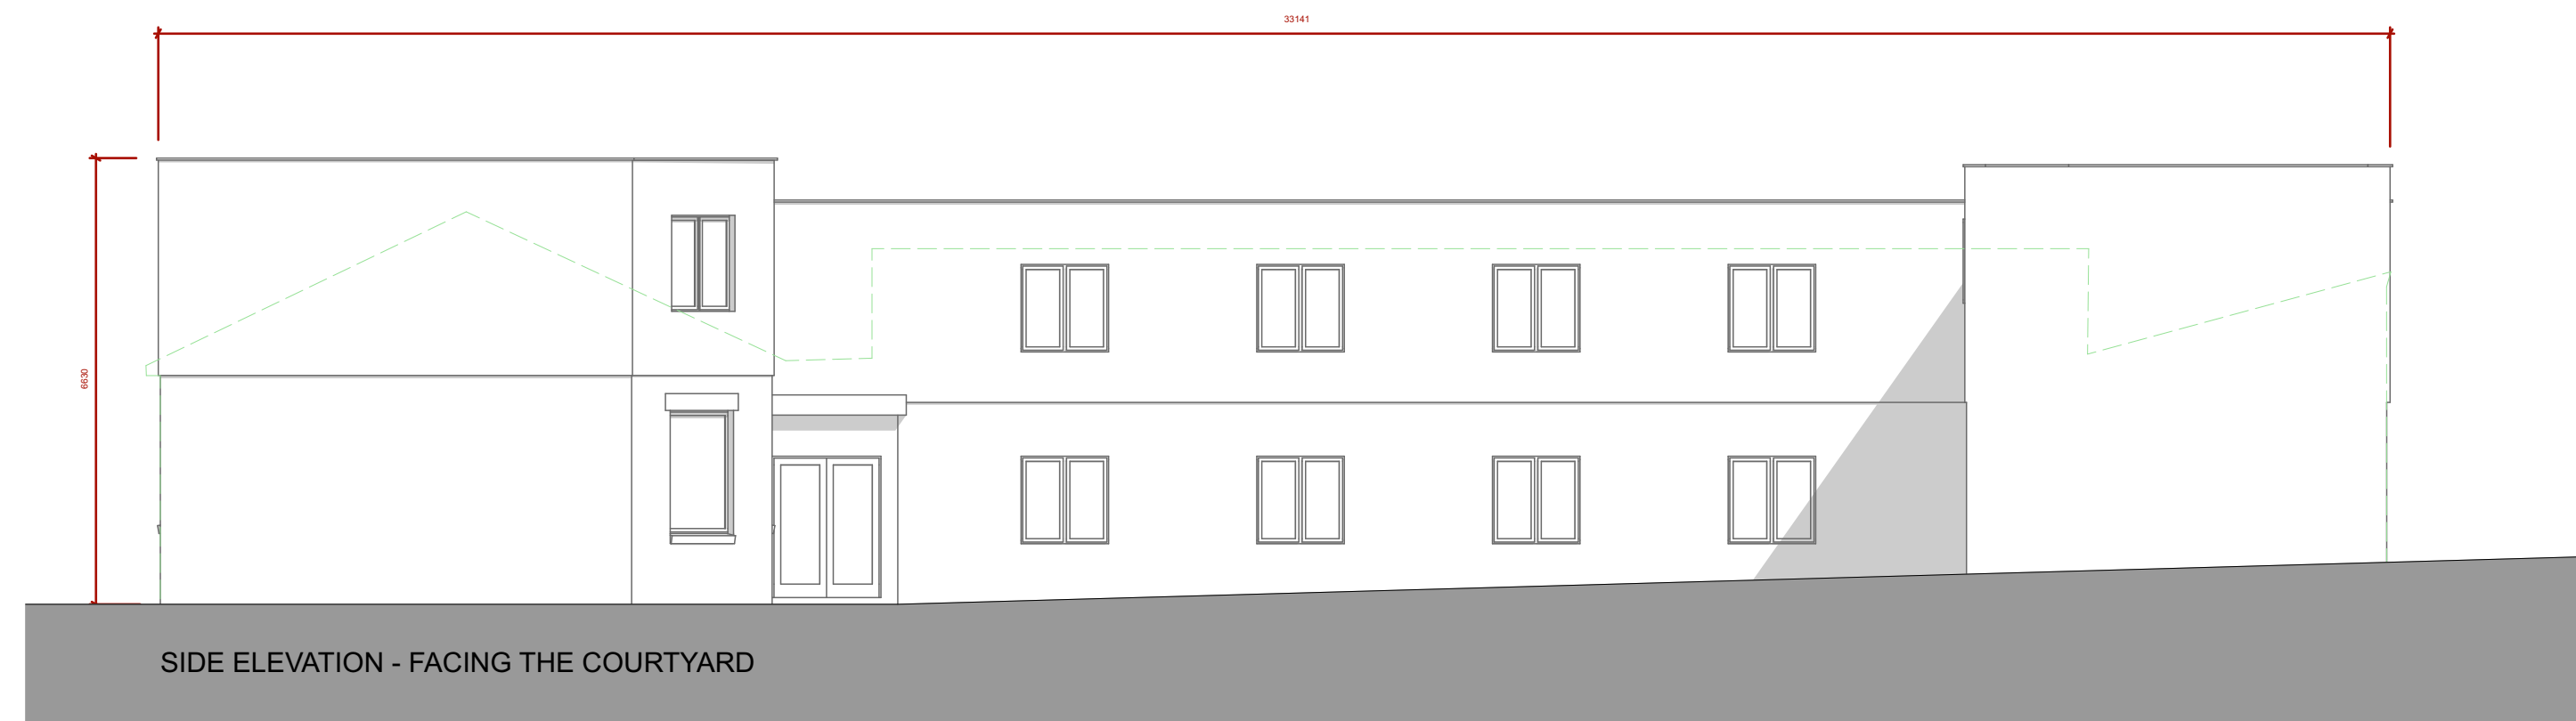 33141
6630
SIDE ELEVATION - FACING THE COURTYARD